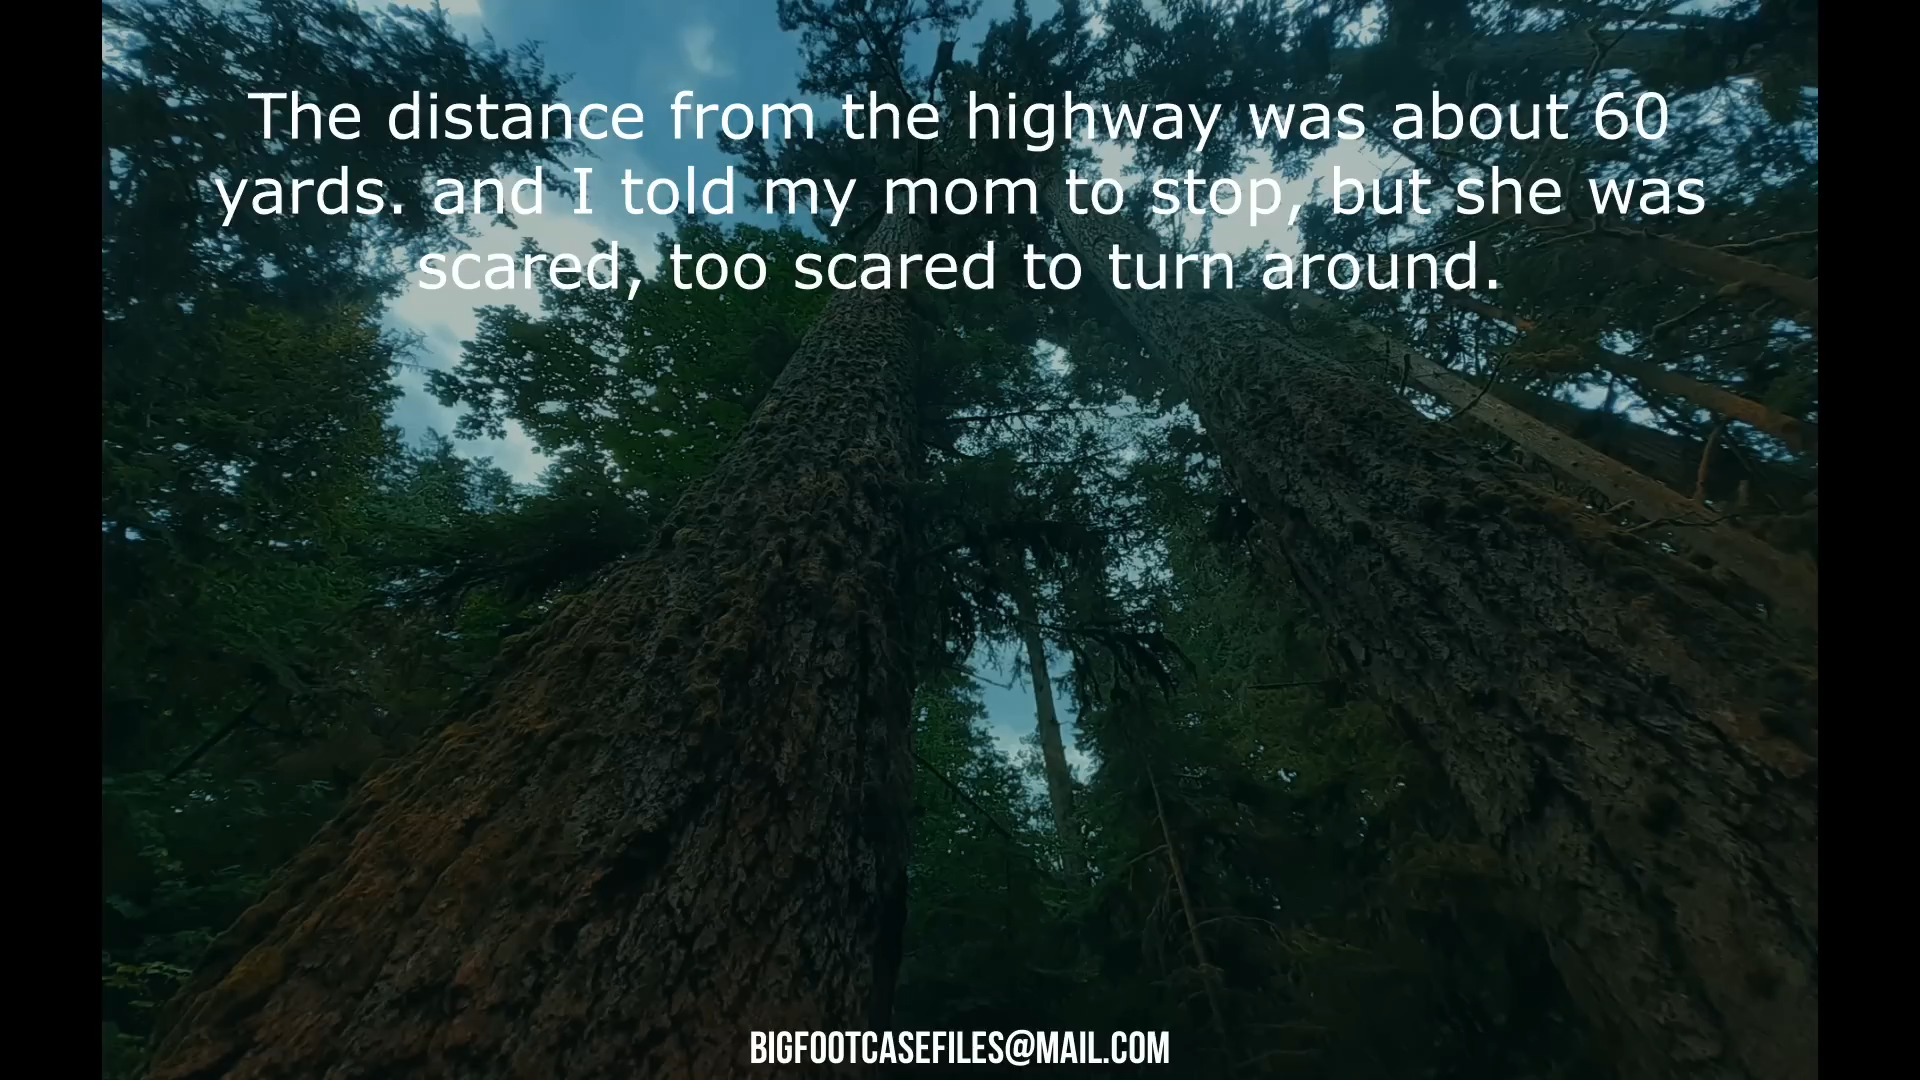 The distance from the highway was about 60
yards. and I told my mom to stop, but she was
scared, too scared to turn around.
BIGFOOTCASEFILES@MAIL.COM